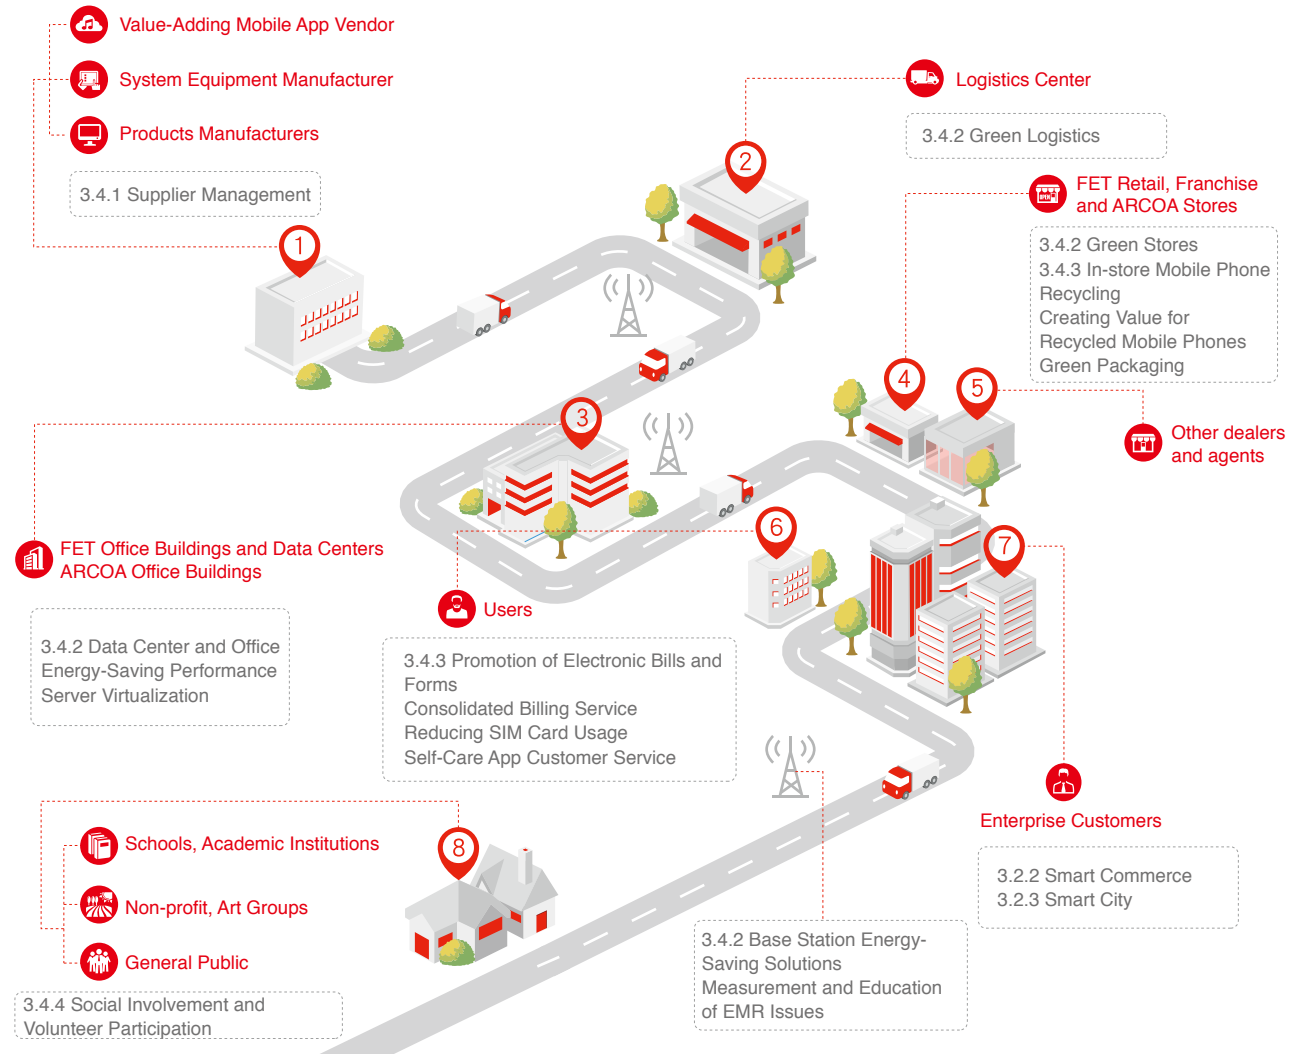 Value-Adding Mobile App Vendor
System Equipment Manufacturer
Products Manufacturers
3.4.1 Supplier Management
1
2
Logistics Center
3.4.2 Green Logistics
FET Retail, Franchise
and ARCOA Stores
3.4.2 Green Stores
3.4.3 In-store Mobile Phone
Recycling
Creating Value for
Recycled Mobile Phones
Green Packaging
4
5
Other dealers
and agents
3
FET Office Buildings and Data Centers
ARCOA Office Buildings
3.4.2 Data Center and Office
Energy-Saving Performance
Server Virtualization
6
Users
3.4.3 Promotion of Electronic Bills and
Forms
Consolidated Billing Service
Reducing SIM Card Usage
Self-Care App Customer Service
7
Enterprise Customers
3.2.2 Smart Commerce
3.2.3 Smart City
8
Schools, Academic Institutions
Non-profit, Art Groups
General Public
3.4.4 Social Involvement and
Volunteer Participation
3.4.2 Base Station Energy-
Saving Solutions
Measurement and Education
of EMR Issues